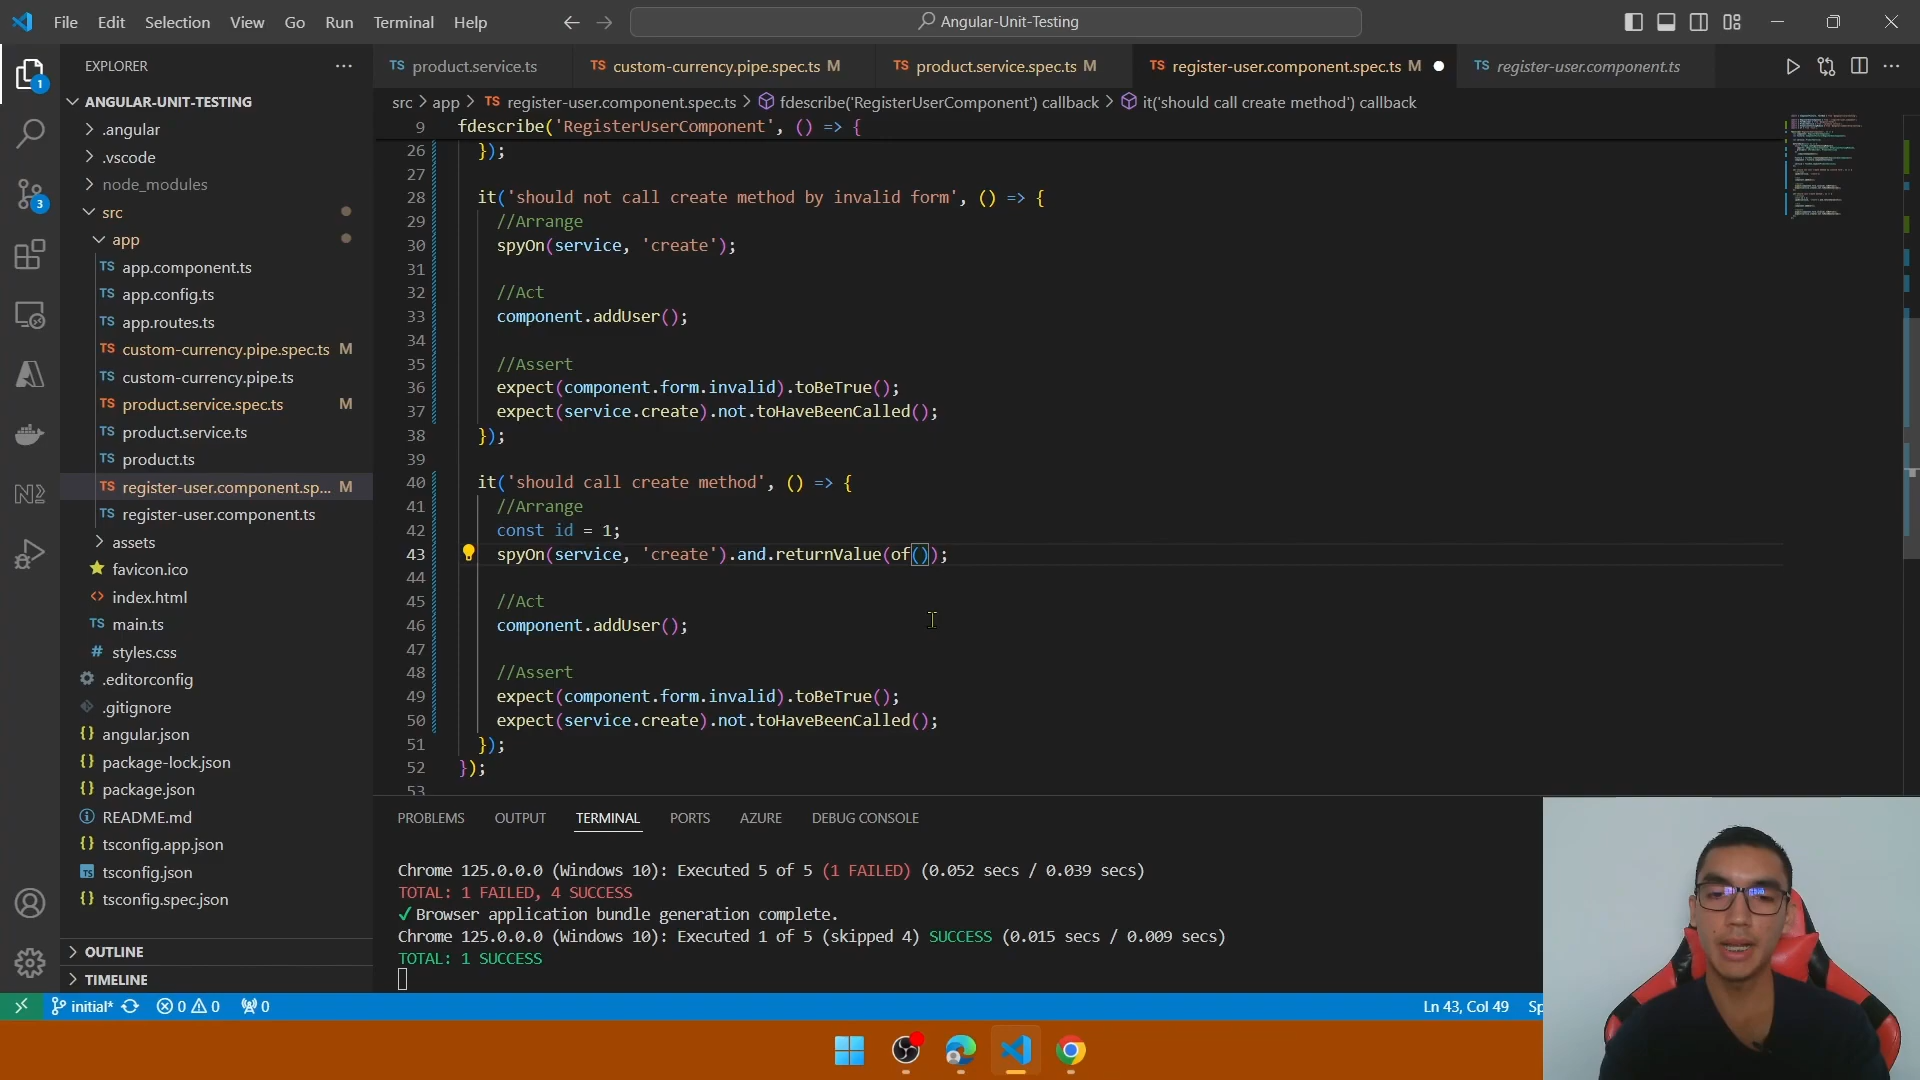 File Edit Selection View Go Run Terminal Help
Angular-Unit-Testing
EXPLORER
product.service.ts
custom-currency.pipe.spec.ts M
product.service.spec.ts M
register-user.component.spec.ts M
register-user.component.ts
src > app > TS register-user.component.spec.ts > fdescribe('RegisterUserComponent') callback > it('should call create method') callback
ANGULAR-UNIT-TESTING
.angular
.vscode
node_modules
src
app
TS app.component.ts
TS app.config.ts
TS app.routes.ts
TS custom-currency.pipe.spec.ts M
TS custom-currency.pipe.ts
TS product.service.spec.ts M
TS product.service.ts
TS product.ts
TS register-user.component.sp... M
TS register-user.component.ts
assets
favicon.ico
index.html
TS main.ts
# styles.css
.editorconfig
.gitignore
{} angular.json
{} package-lock.json
{} package.json
README.md
{} tsconfig.app.json
tsconfig.json
{} tsconfig.spec.json
OUTLINE
TIMELINE
9 fdescribe('RegisterUserComponent', () => {
26 });
27
28 it('should not call create method by invalid form', () => {
29 //Arrange
30 spyOn(service, 'create');
31
32 //Act
33 component.addUser();
34
35 //Assert
36 expect(component.form.invalid).toBeTrue();
37 expect(service.create).not.toHaveBeenCalled();
38 });
39
40 it('should call create method', () => {
41 //Arrange
42 const id = 1;
43 spyOn(service, 'create').and.returnValue(of());
44
45 //Act
46 component.addUser();
47
48 //Assert
49 expect(component.form.invalid).toBeTrue();
50 expect(service.create).not.toHaveBeenCalled();
51 });
52 });
53
PROBLEMS OUTPUT TERMINAL PORTS AZURE DEBUG CONSOLE
Chrome 125.0.0.0 (Windows 10): Executed 5 of 5 (1 FAILED) (0.052 secs / 0.039 secs)
TOTAL: 1 FAILED, 4 SUCCESS
✓ Browser application bundle generation complete.
Chrome 125.0.0.0 (Windows 10): Executed 1 of 5 (skipped 4) SUCCESS (0.015 secs / 0.009 secs)
TOTAL: 1 SUCCESS
initial* 0 0 0
Ln 43, Col 49 Sp